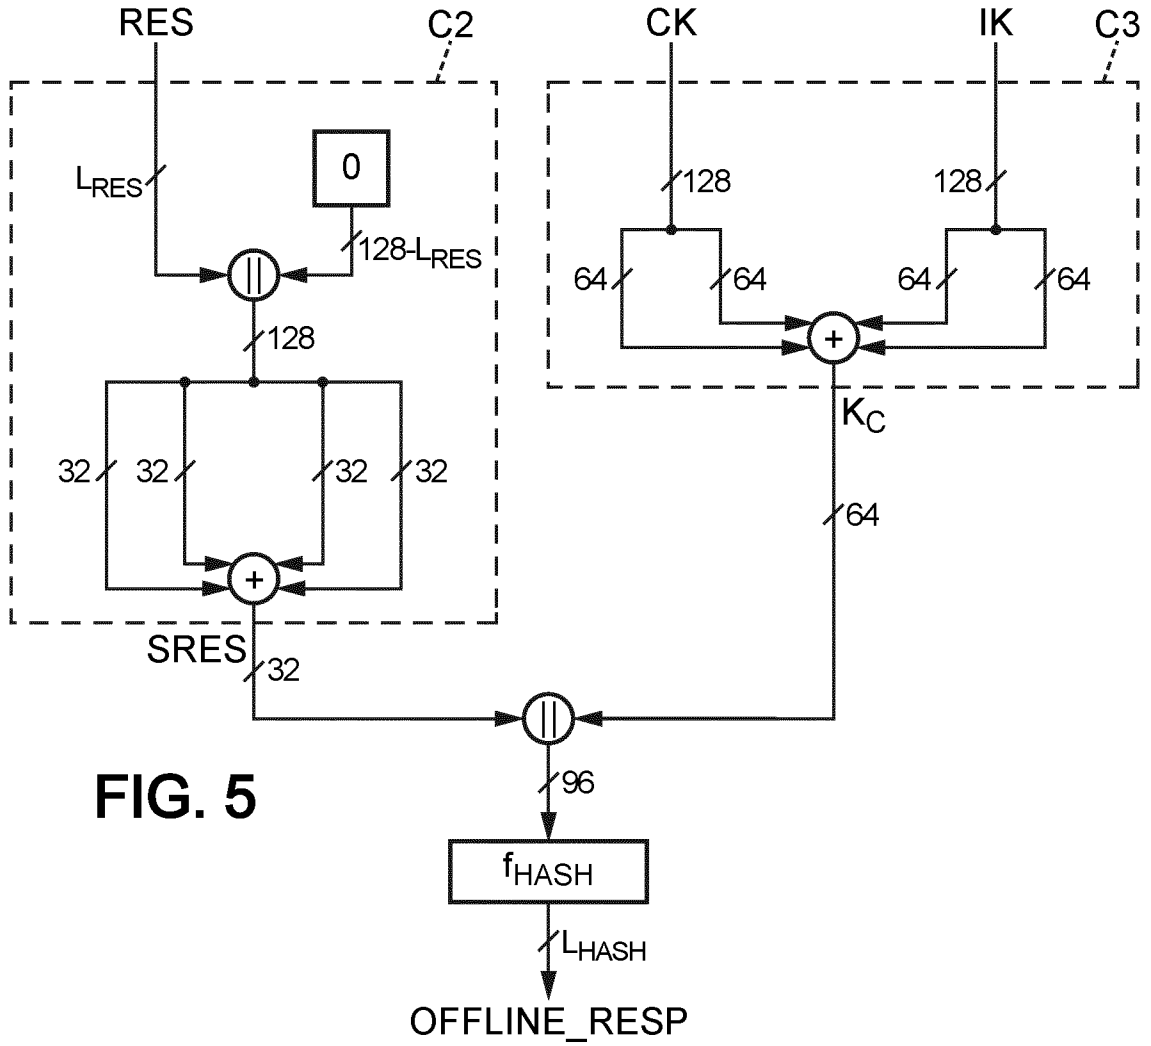 RES
C2
CK
IK
C3
0
L_RES
128-L_RES
||
128
32
32
32
32
+
SRES
32
128
128
64
64
64
64
+
K_C
64
||
96
FIG. 5
f_HASH
L_HASH
OFFLINE_RESP